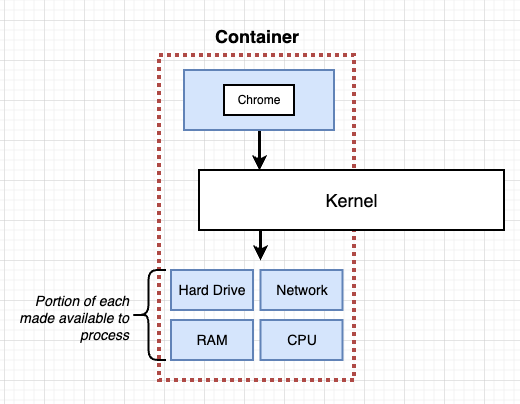 Container
Chrome
Kernel
Hard Drive
Network
Portion of each
made available to
process
RAM
CPU